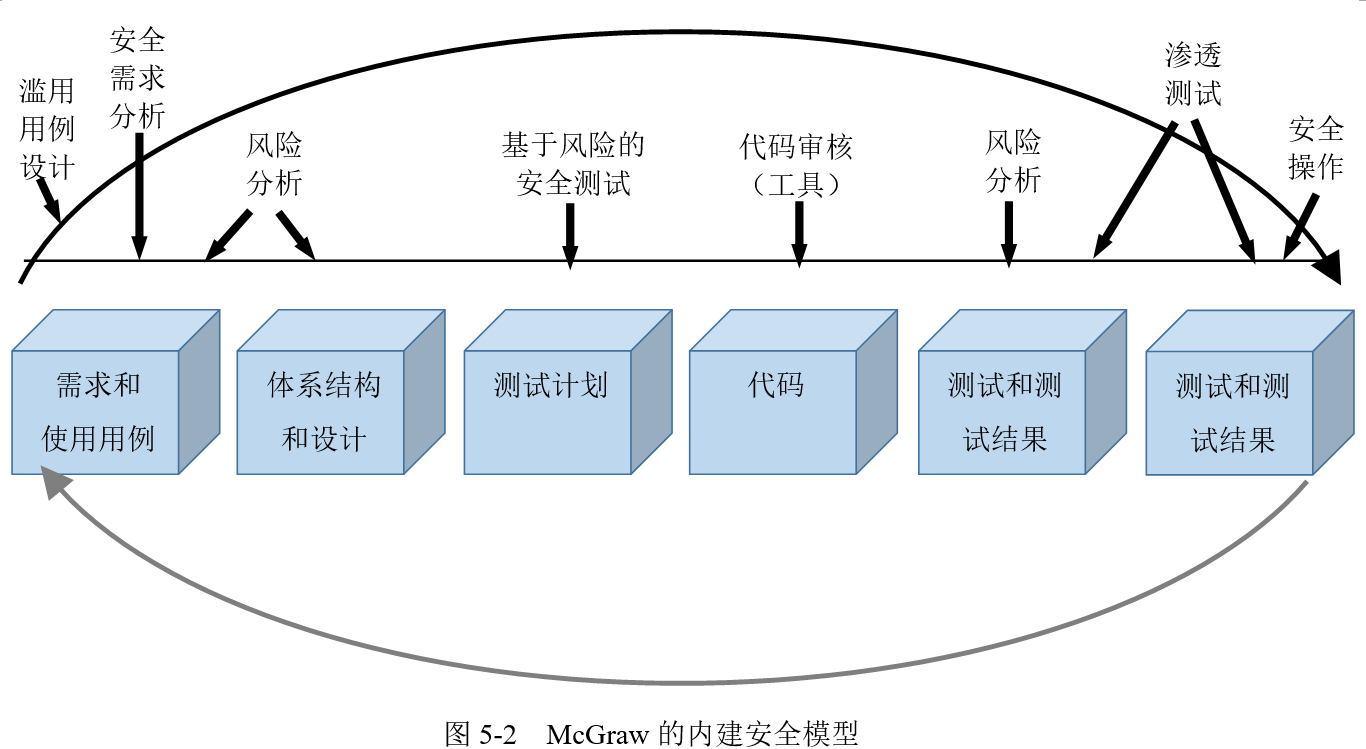 滥用
用例
设计
安全
需求
分析
风险
分析
基于风险的
安全测试
代码审核
（工具）
风险
分析
渗透
测试
安全
操作
需求和
使用用例
体系结构
和设计
测试计划
代码
测试和测
试结果
测试和测
试结果
图 5-2 McGraw 的内建安全模型